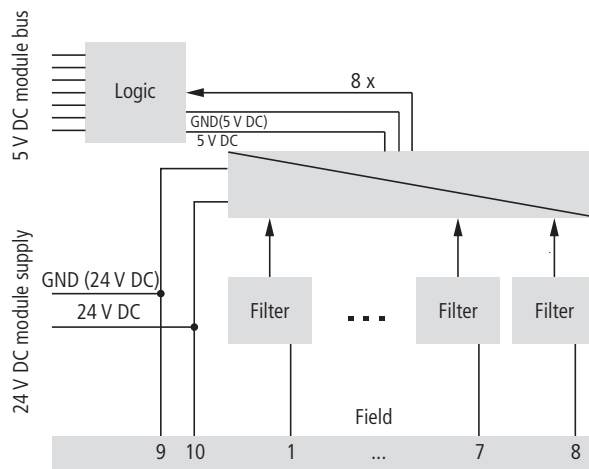 5 V DC module bus
Logic
8 x
GND(5 V DC)
5 V DC
24 V DC module supply
GND (24 V DC)
24 V DC
Filter
...
Filter
Filter
Field
9 10 1 ... 7 8